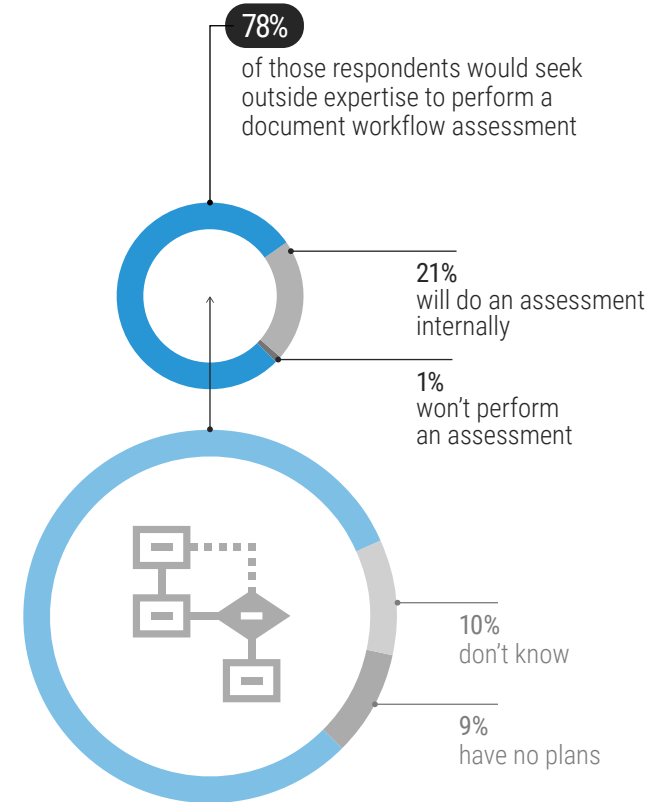 78%
of those respondents would seek
outside expertise to perform a
document workflow assessment
21%
will do an assessment
internally
1%
won’t perform
an assessment
10%
don’t know
9%
have no plans